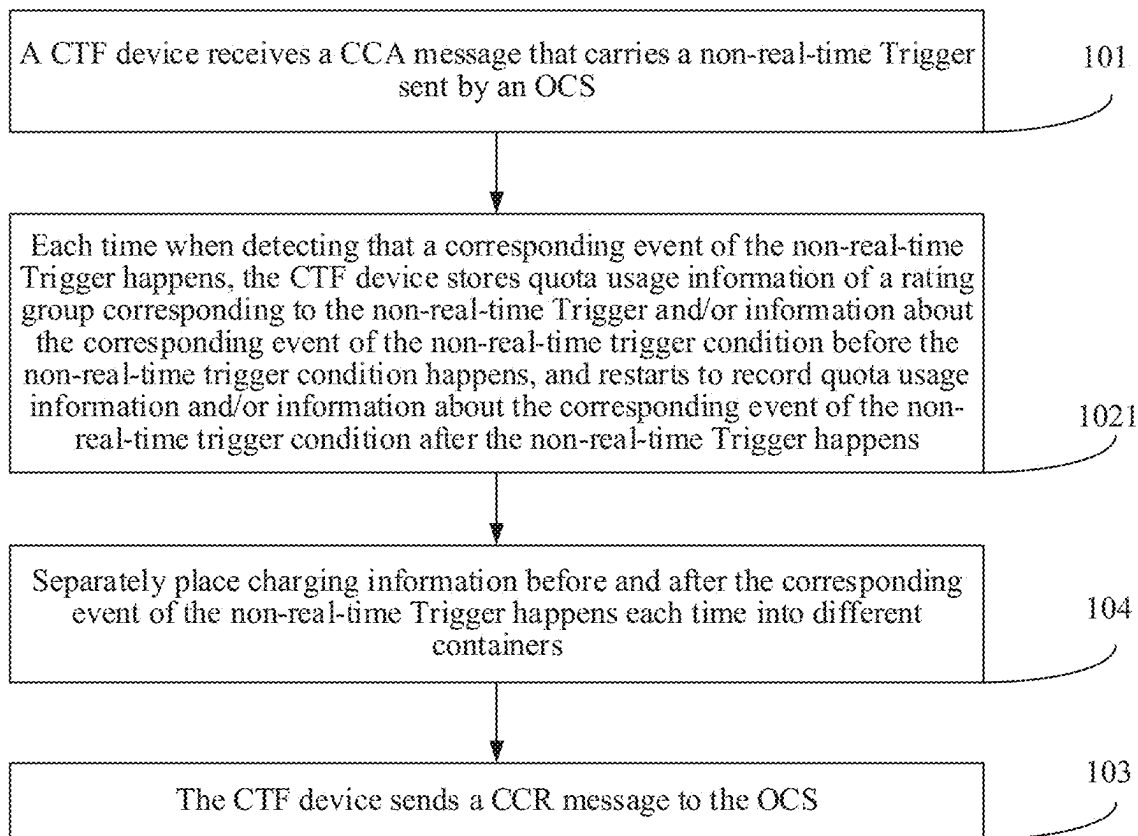 A CTF device receives a CCA message that carries a non-real-time Trigger
sent by an OCS
101
Each time when detecting that a corresponding event of the non-real-time
Trigger happens, the CTF device stores quota usage information of a rating
group corresponding to the non-real-time Trigger and/or information about
the corresponding event of the non-real-time trigger condition before the
non-real-time trigger condition happens, and restarts to record quota usage
information and/or information about the corresponding event of the non-
real-time trigger condition after the non-real-time Trigger happens
1021
Separately place charging information before and after the corresponding
event of the non-real-time Trigger happens each time into different
containers
104
The CTF device sends a CCR message to the OCS
103